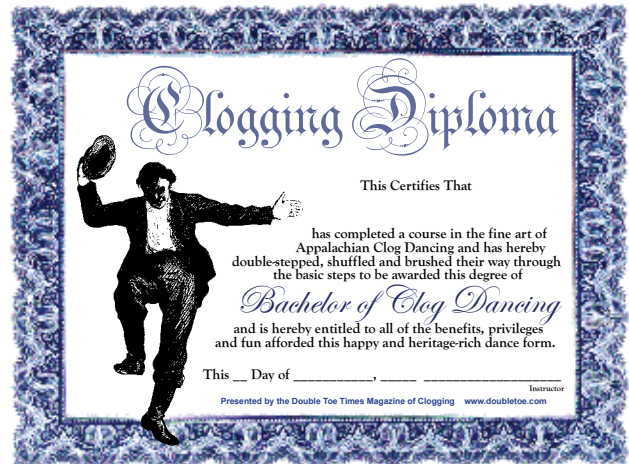 Clogging Diploma
This Certifies That
has completed a course in the fine art of
Appalachian Clog Dancing and has hereby
double-stepped, shuffled and brushed their way through
the basic steps to be awarded this degree of
Bachelor of Clog Dancing
and is hereby entitled to all of the benefits, privileges
and fun afforded this happy and heritage-rich dance form.
This __ Day of ___________, _____ ____________________
Instructor
Presented by the Double Toe Times Magazine of Clogging www.doubletoe.com